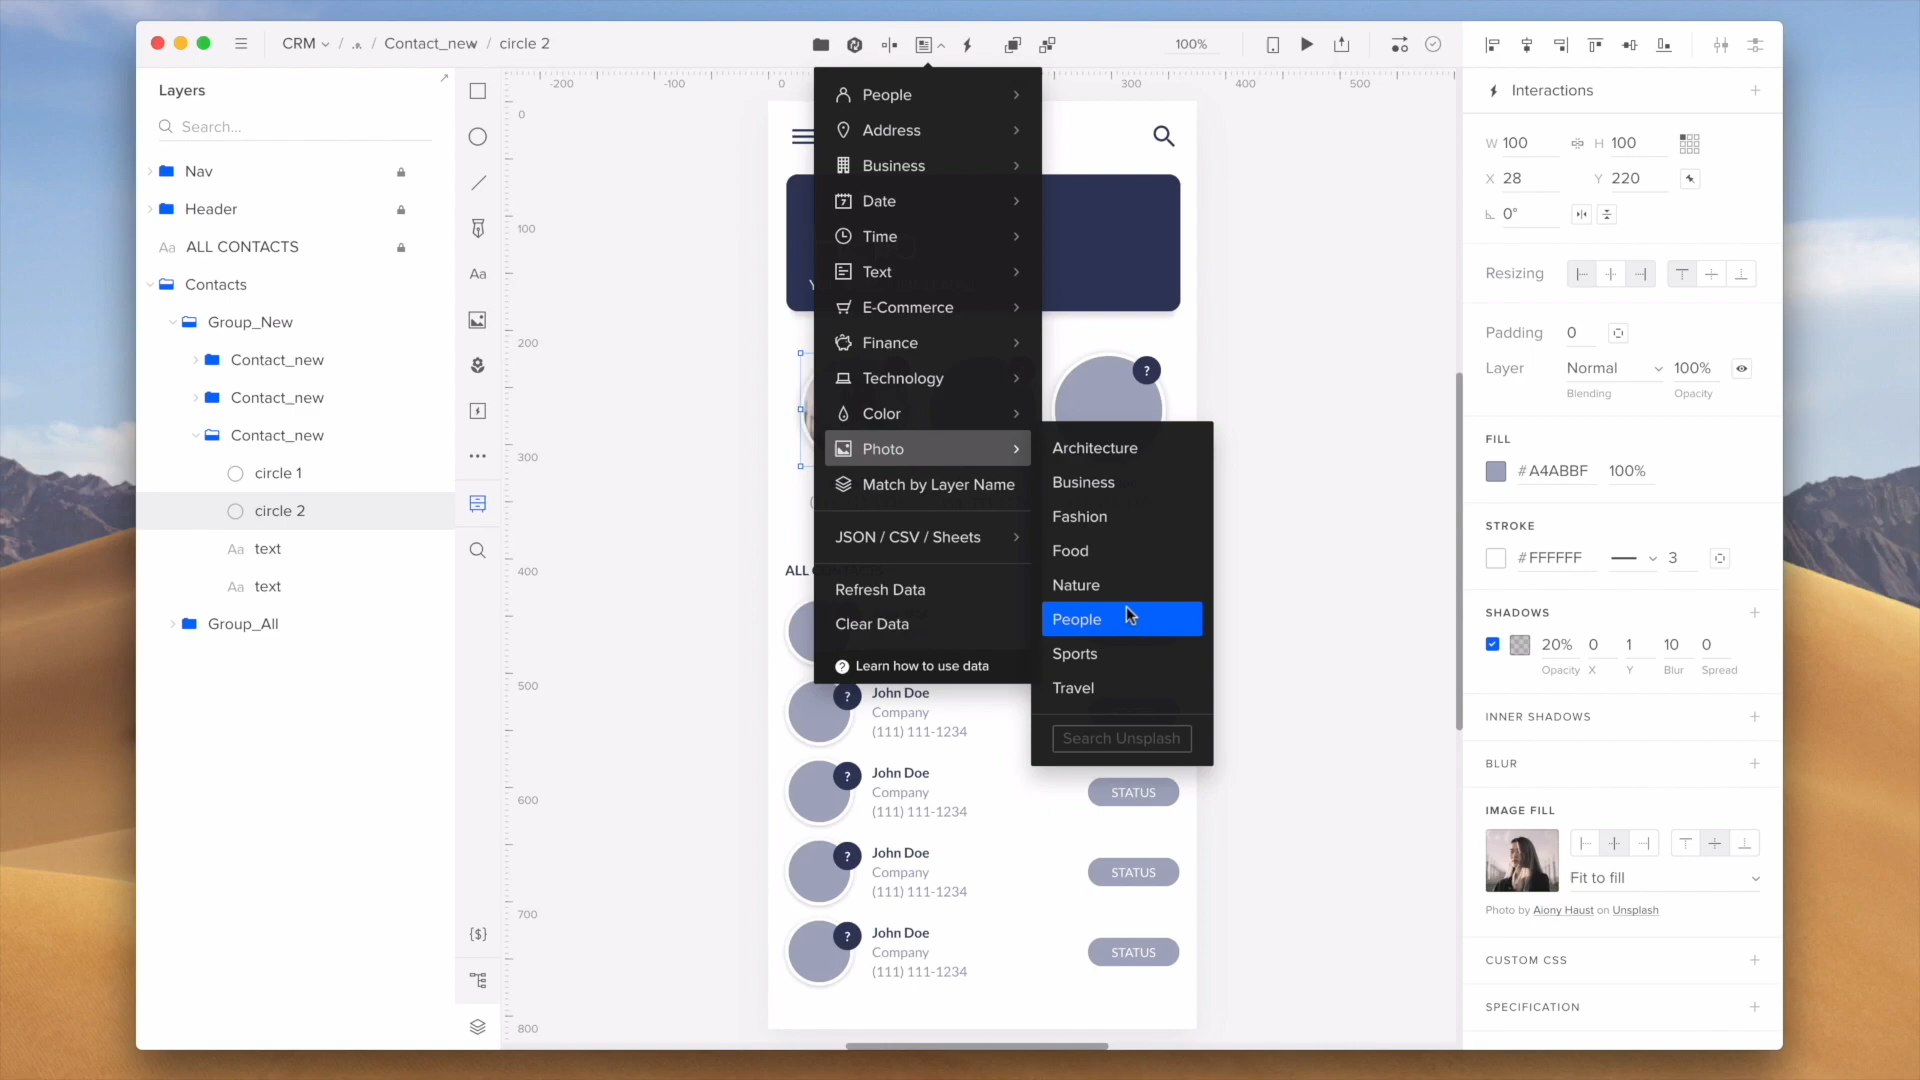 CRM / .ⁿ. / Contact_new / circle 2
100%
Layers
Search...
Nav
Header
Aa ALL CONTACTS
Contacts
Group_New
Contact_new
Contact_new
Contact_new
circle 1
circle 2
Aa text
Aa text
Group_All
Aa
{$}
-200
-100
0
300
400
500
0
100
200
300
400
500
600
700
800
People
Address
Business
Date
Time
Text
E-Commerce
Finance
Technology
Color
Photo
Match by Layer Name
JSON / CSV / Sheets
Refresh Data
Clear Data
? Learn how to use data
Architecture
Business
Fashion
Food
Nature
People
Sports
Travel
Search Unsplash
?
ALL
?
John Doe
Company
(111) 111-1234
?
John Doe
Company
(111) 111-1234
STATUS
?
John Doe
Company
(111) 111-1234
STATUS
?
John Doe
Company
(111) 111-1234
STATUS
Interactions
W 100 H 100
X 28 Y 220
0°
Resizing
Padding 0
Layer Normal 100%
Blending Opacity
FILL
#A4ABBF 100%
STROKE
#FFFFFF 3
SHADOWS
20% 0 1 10 0
Opacity X Y Blur Spread
INNER SHADOWS
BLUR
IMAGE FILL
Fit to fill
Photo by Aiony Haust on Unsplash
CUSTOM CSS
SPECIFICATION